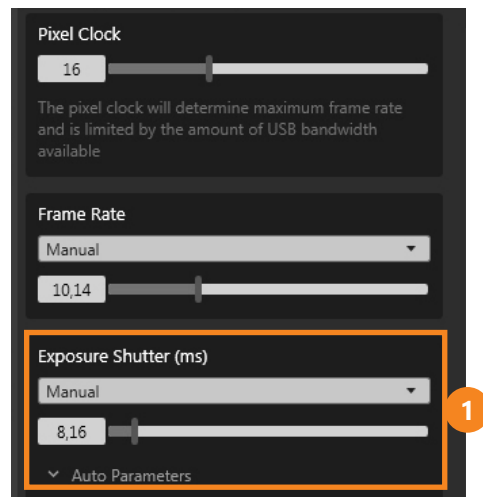 Pixel Clock
16
The pixel clock will determine maximum frame rate
and is limited by the amount of USB bandwidth
available
Frame Rate
Manual
10,14
Exposure Shutter (ms)
Manual
1
8,16
Auto Parameters